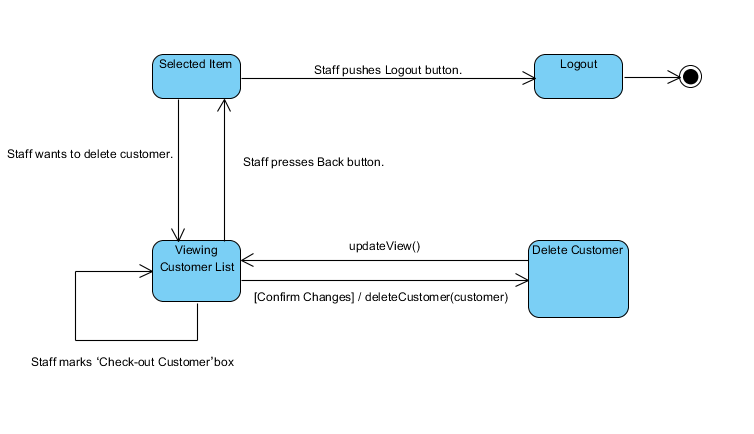 Selected Item
Staff pushes Logout button.
Logout
Staff wants to delete customer.
Staff presses Back button.
Viewing
Customer List
updateView()
Delete Customer
[Confirm Changes] / deleteCustomer(customer)
Staff marks ‘Check-out Customer’box